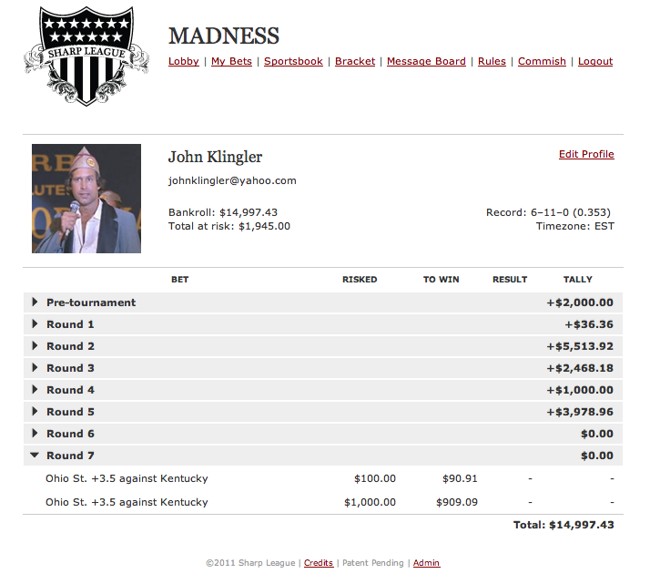 SHARP LEAGUE
MADNESS
Lobby | My Bets | Sportsbook | Bracket | Message Board | Rules | Commish | Logout
John Klingler
Edit Profile
johnklingler@yahoo.com
Bankroll: $14,997.43
Record: 6–11–0 (0.353)
Total at risk: $1,945.00
Timezone: EST
BET RISKED TO WIN RESULT TALLY
Pre-tournament +$2,000.00
Round 1 +$36.36
Round 2 +$5,513.92
Round 3 +$2,468.18
Round 4 +$1,000.00
Round 5 +$3,978.96
Round 6 $0.00
Round 7 $0.00
Ohio St. +3.5 against Kentucky $100.00 $90.91 - -
Ohio St. +3.5 against Kentucky $1,000.00 $909.09 - -
Total: $14,997.43
©2011 Sharp League | Credits | Patent Pending | Admin